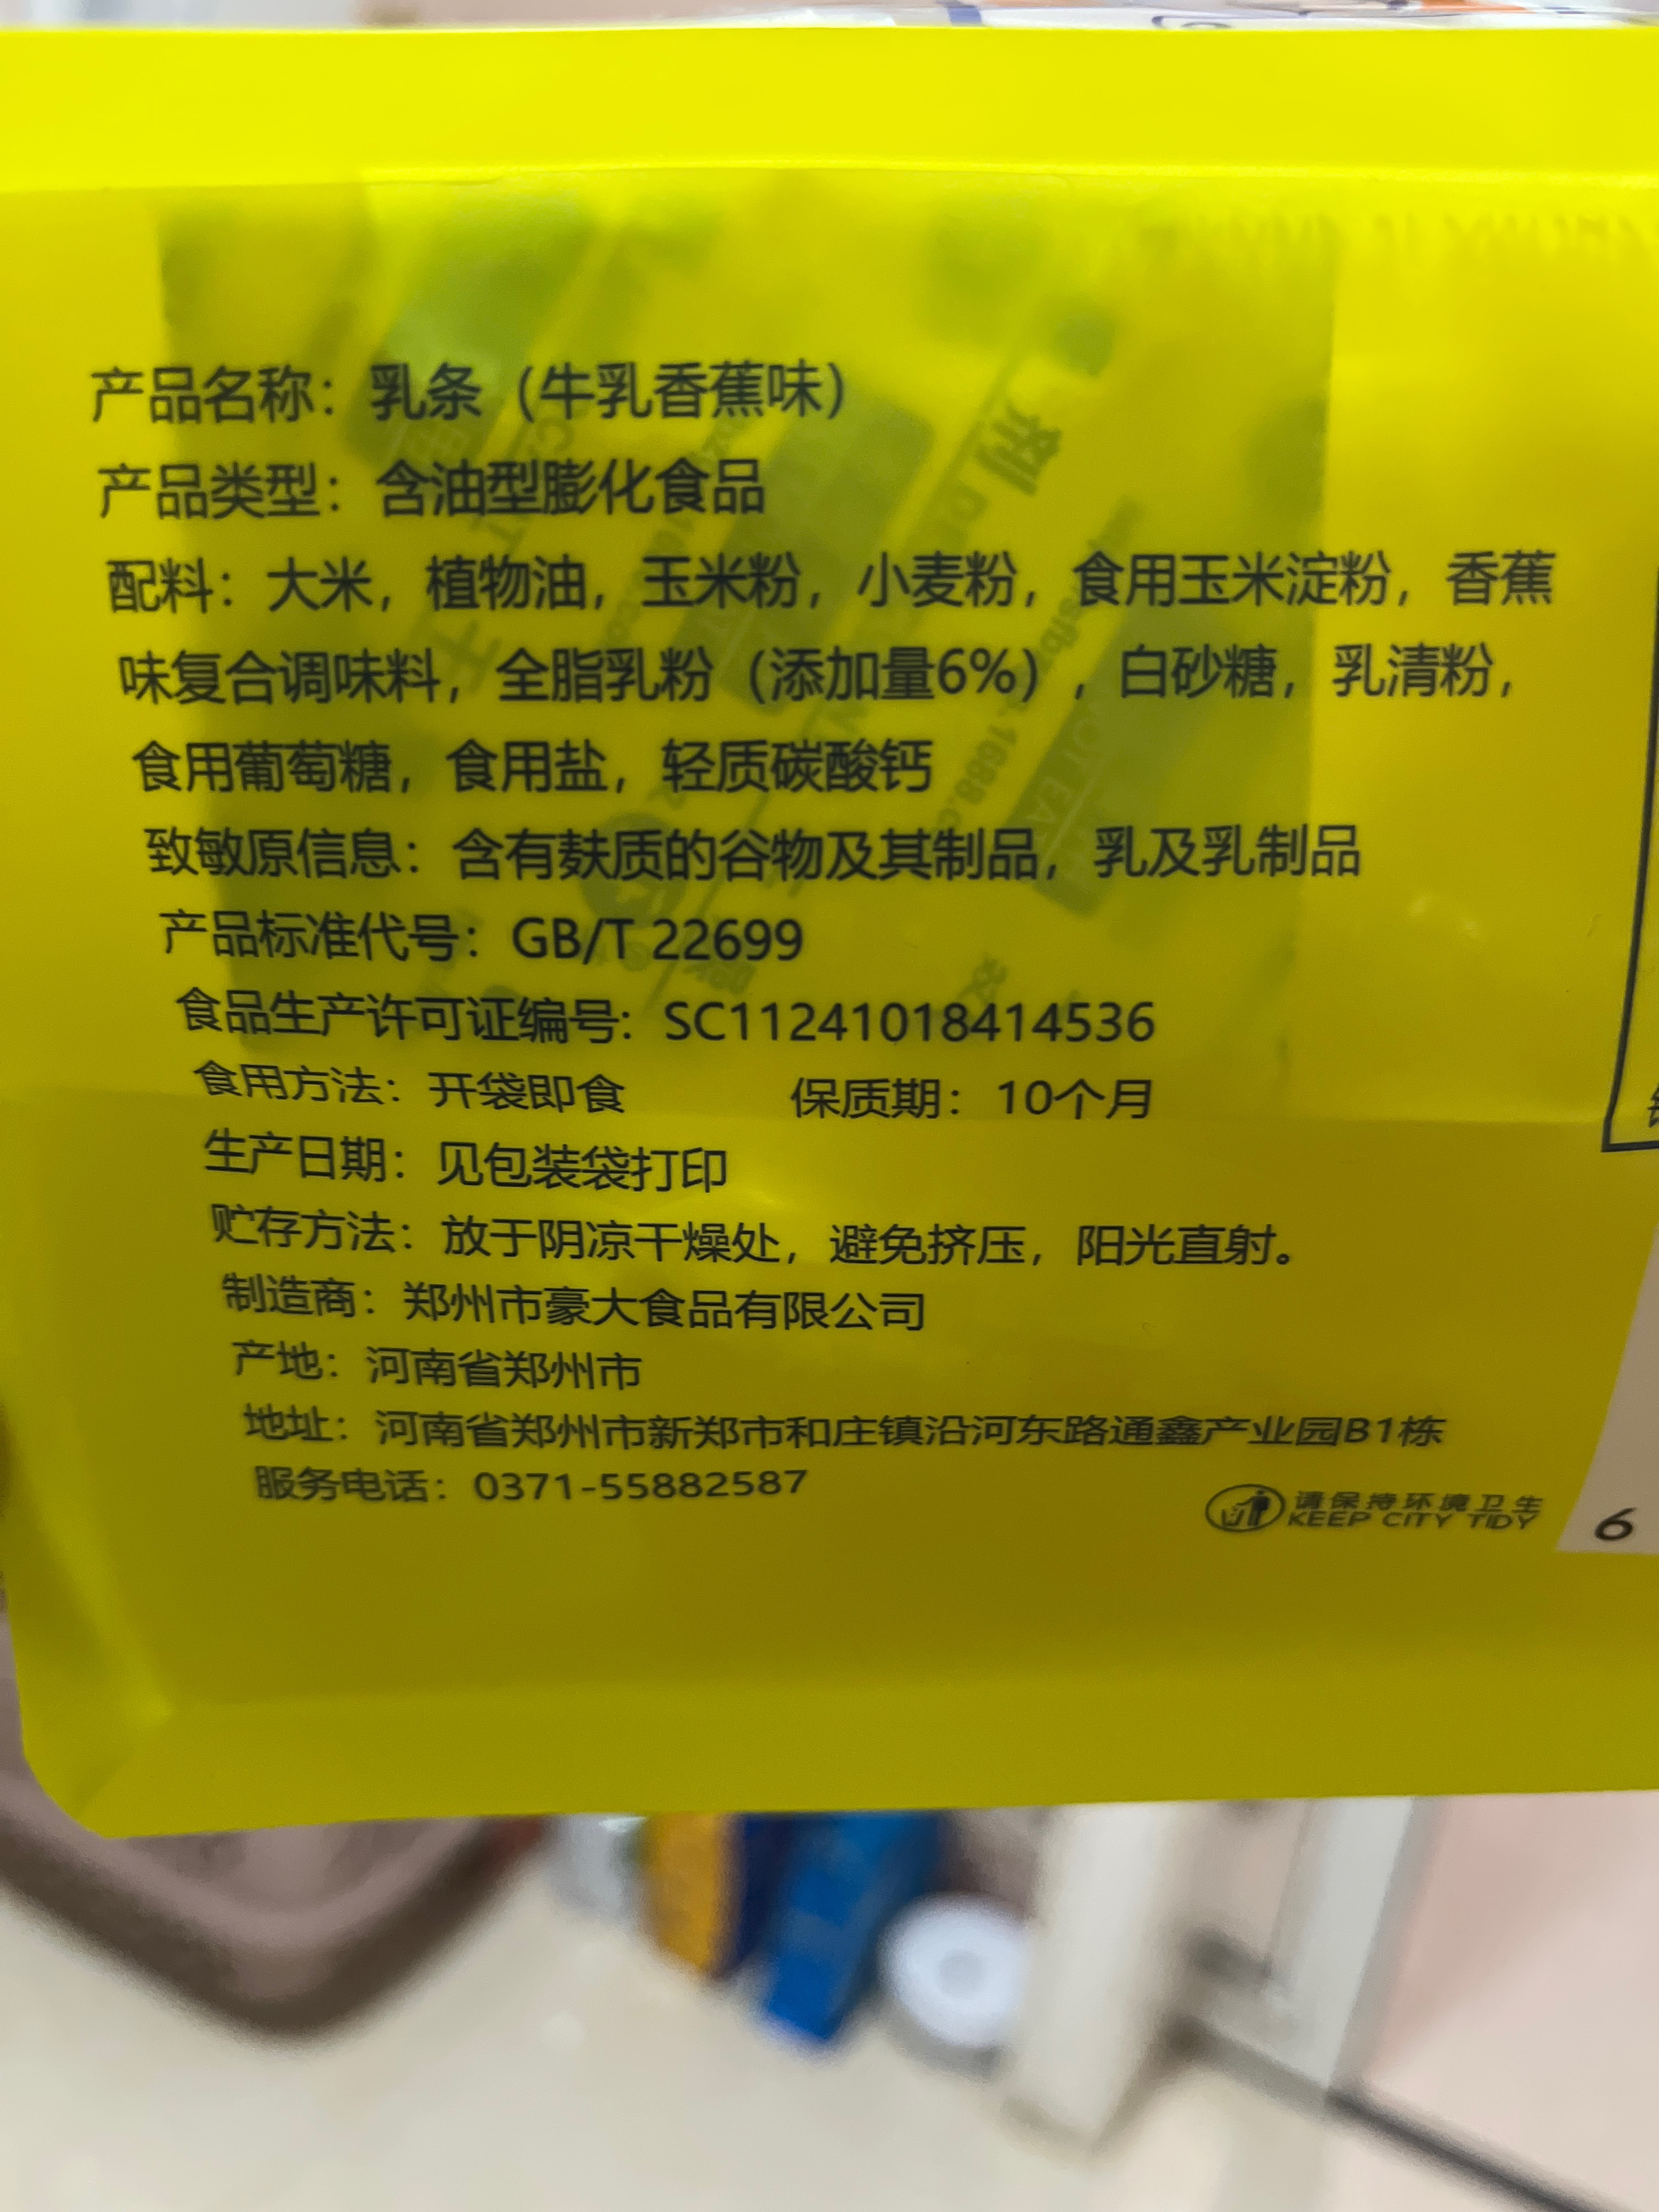 产品名称：乳条（牛乳香蕉味）
产品类型：含油型膨化食品
配料：大米，植物油，玉米粉，小麦粉，食用玉米淀粉，香蕉
味复合调味料，全脂乳粉（添加量6%），白砂糖，乳清粉，
食用葡萄糖，食用盐，轻质碳酸钙
致敏原信息：含有麸质的谷物及其制品，乳及乳制品
产品标准代号：GB/T 22699
食品生产许可证编号：SC11241018414536
食用方法：开袋即食 保质期：10个月
生产日期：见包装袋打印
贮存方法：放于阴凉干燥处，避免挤压，阳光直射。
制造商：郑州市豪大食品有限公司
产地：河南省郑州市
地址：河南省郑州市新郑市和庄镇沿河东路通鑫产业园B1栋
服务电话：0371-55882587
请保持环境卫生
KEEP CITY TIDY
6